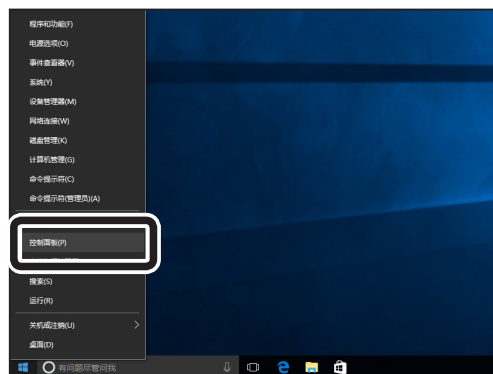 程序和功能(F)
电源选项(O)
事件查看器(V)
系统(Y)
设备管理器(M)
网络连接(W)
磁盘管理(K)
计算机管理(G)
命令提示符(C)
命令提示符(管理员)(A)
控制面板(P)
搜索(S)
运行(R)
关机或注销(U)
桌面(D)
有问题尽管问我